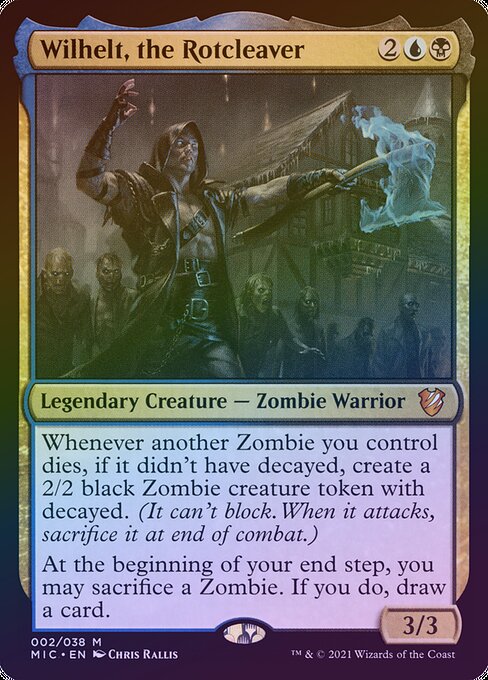 Wilhelt, the Rotcleaver 2
Legendary Creature — Zombie Warrior
Whenever another Zombie you control
dies, if it didn't have decayed, create a
2/2 black Zombie creature token with
decayed. (It can't block. When it attacks,
sacrifice it at end of combat.)
At the beginning of your end step, you
may sacrifice a Zombie. If you do, draw
a card.
3/3
002/038 M
MIC • EN Chris Rallis
™ & © 2021 Wizards of the Coast